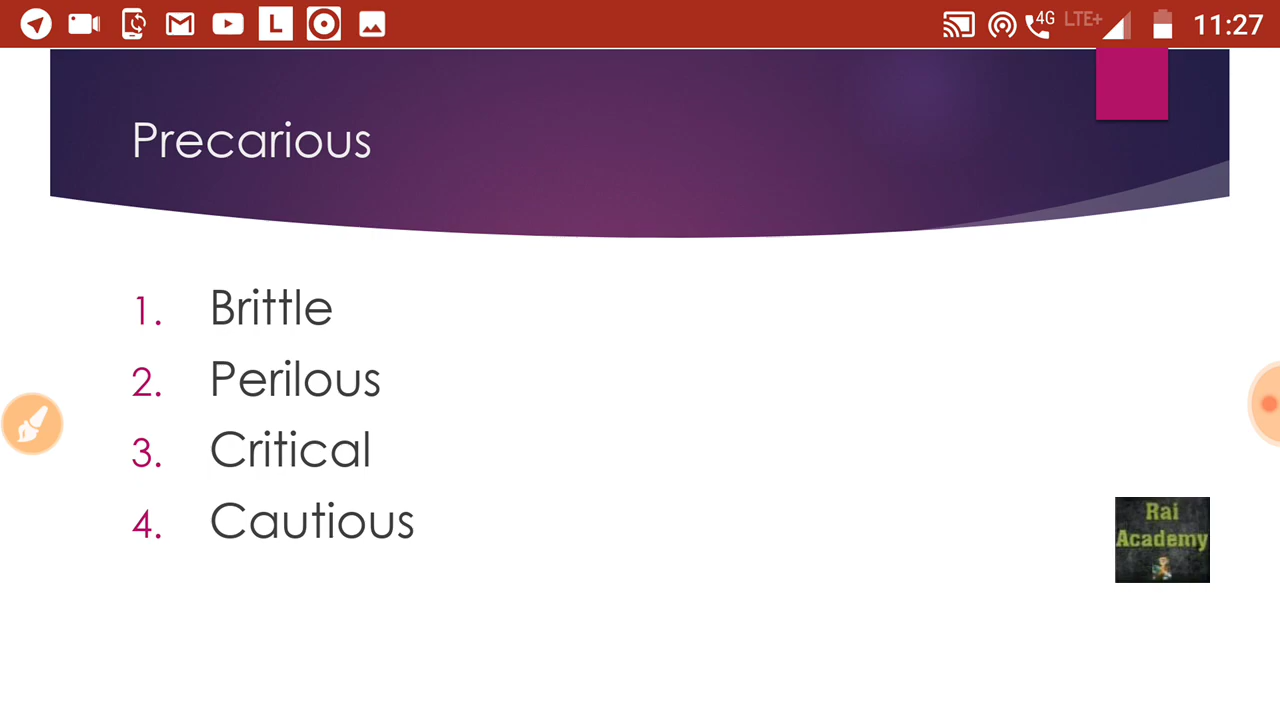 L 4G LTE+ 11:27
Precarious
1. Brittle
2. Perilous
3. Critical
4. Cautious
Rai
Academy